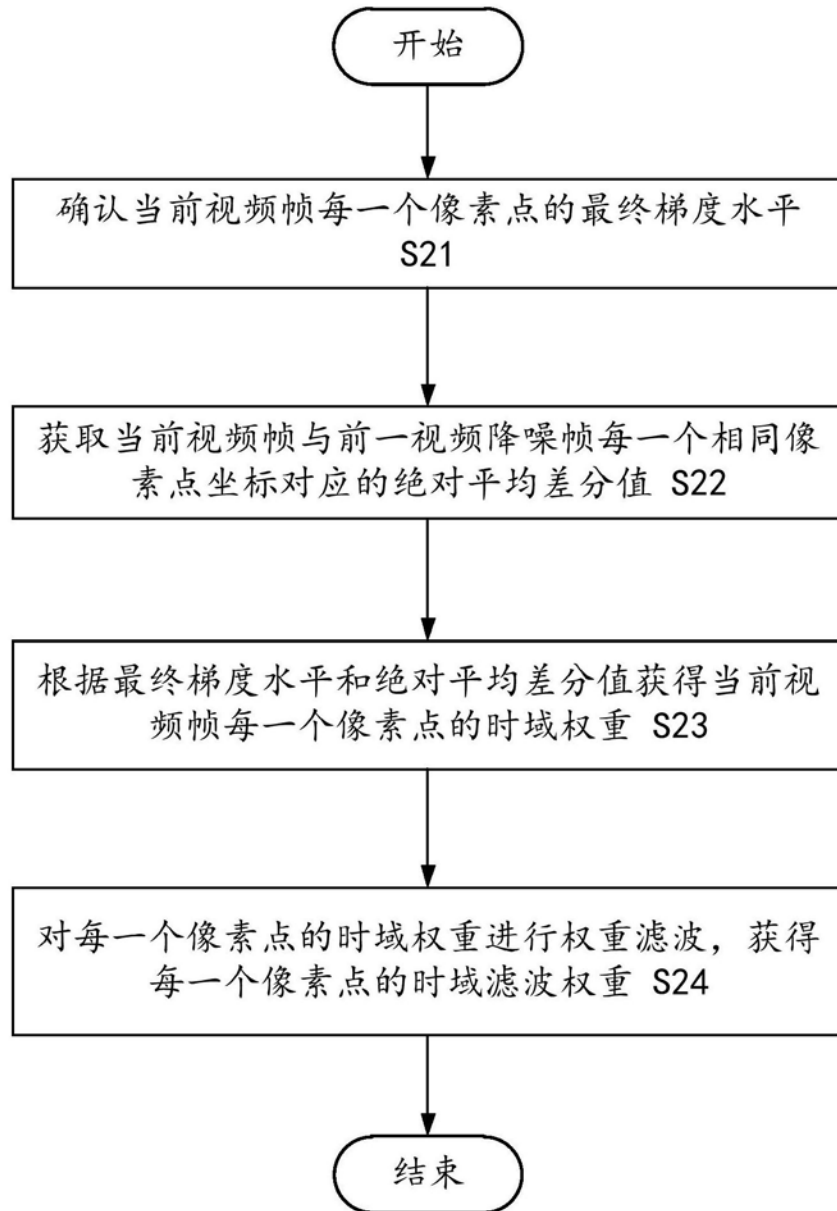 开始
确认当前视频帧每一个像素点的最终梯度水平
S21
获取当前视频帧与前一视频降噪帧每一个相同像
素点坐标对应的绝对平均差分值 S22
根据最终梯度水平和绝对平均差分值获得当前视
频帧每一个像素点的时域权重 S23
对每一个像素点的时域权重进行权重滤波，获得
每一个像素点的时域滤波权重 S24
结束